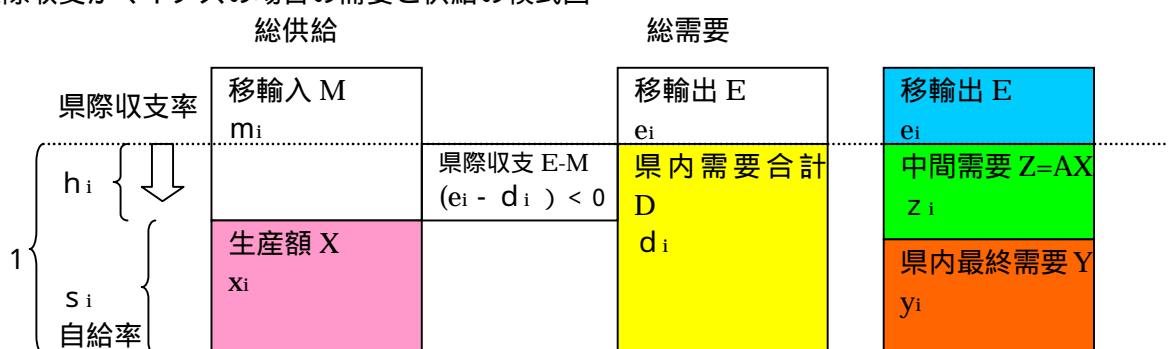 際収支がマイナスの場合の需要と供給の模式図
総供給
総需要
県際収支率
移輸入 M
mi
移輸出 E
ei
移輸出 E
ei
hi
県際収支 E-M
(ei - di ) < 0
県内需要合計
D
di
中間需要 Z=AX
zi
1
生産額 X
xi
県内最終需要 Y
yi
si
自給率